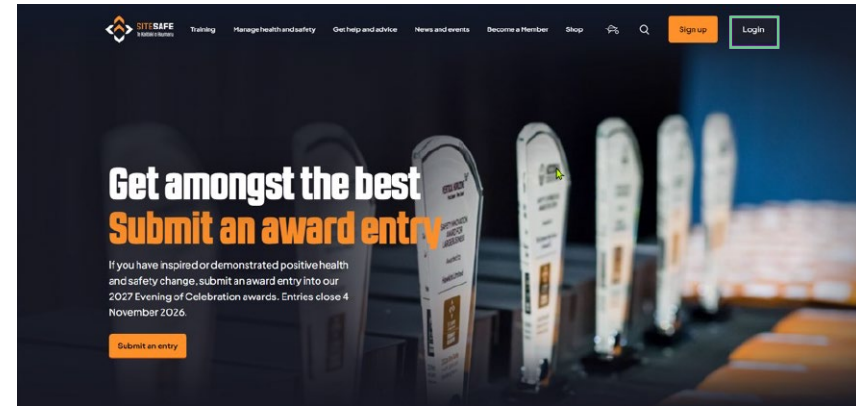 SITESAFE
Training
Manage health and safety
Get help and advice
News and events
Become a Member
Shop
Sign up
Login
Get amongst the best
Submit an award entry
If you have inspired or demonstrated positive health
and safety change, submit an award entry into our
2027 Evening of Celebration awards. Entries close 4
November 2026.
Submit an entry